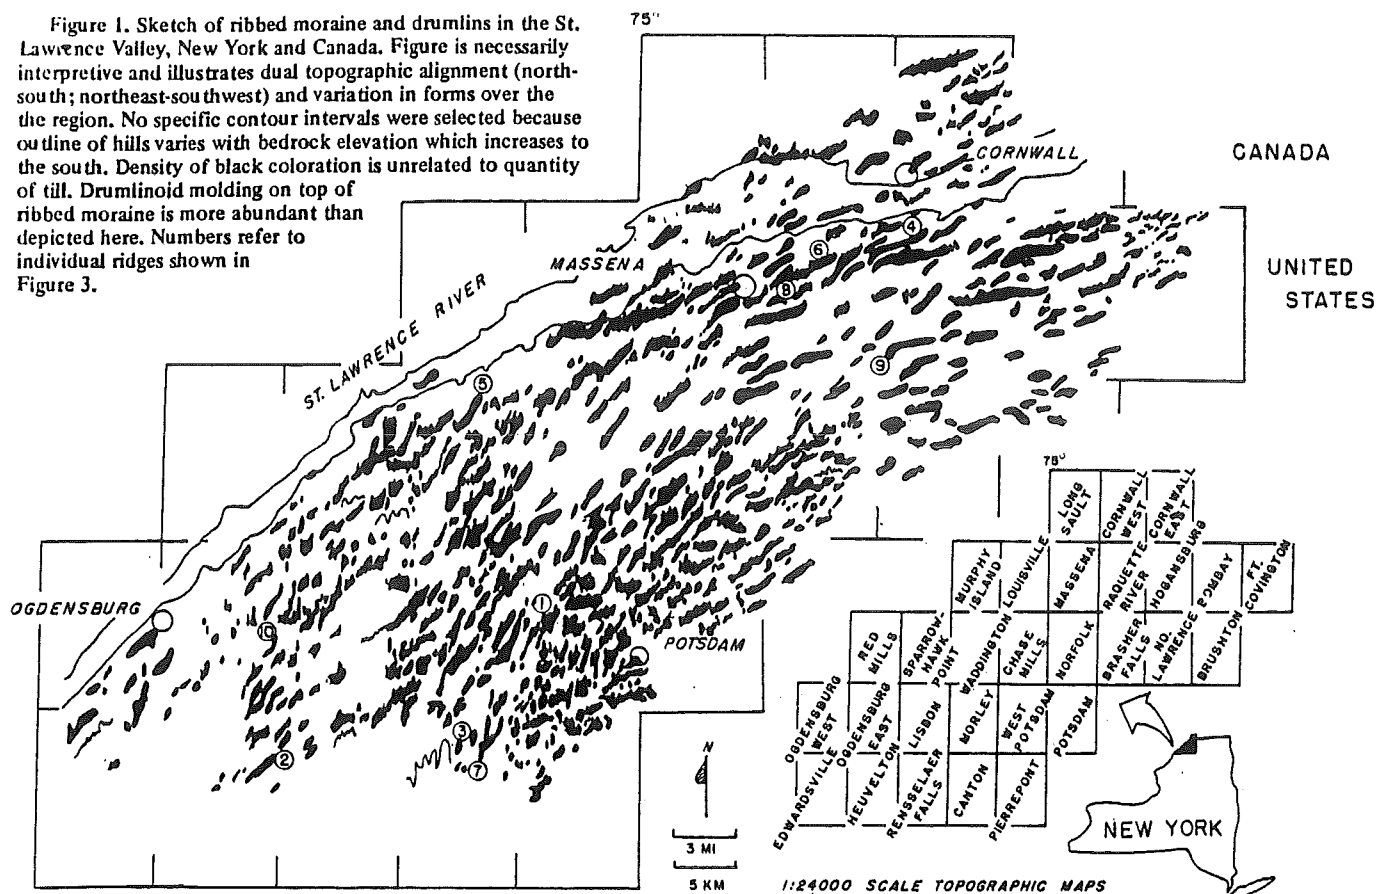 Figure 1. Sketch of ribbed moraine and drumlins in the St.
Lawrence Valley, New York and Canada. Figure is necessarily
interpretive and illustrates dual topographic alignment (north-
south; northeast-southwest) and variation in forms over the
the region. No specific contour intervals were selected because
outline of hills varies with bedrock elevation which increases to
the south. Density of black coloration is unrelated to quantity
of till. Drumlinoid molding on top of
ribbed moraine is more abundant than
depicted here. Numbers refer to
individual ridges shown in
Figure 3.
75°
CORNWALL
CANADA
UNITED
STATES
MASSENA
ST. LAWRENCE RIVER
4
6
8
9
5
OGDENSBURG
10
1
POTSDAM
2
3
7
N
3 MI
5 KM
75°
LONG
SAULT
CORNWALL
WEST
CORNWALL
EAST
MURPHY
ISLAND
LOUISVILLE
MASSENA
RAQUETTE
RIVER
HOGANSBURG
BOMBAY
FT.
COVINGTON
RED
MILLS
SPARROW-
HAWK
POINT
WADDINGTON
CHASE
MILLS
NORFOLK
BRASHER
FALLS
NO.
LAWRENCE
BRUSHTON
OGDENSBURG
WEST
OGDENSBURG
EAST
LISBON
MORLEY
WEST
POTSDAM
POTSDAM
EDWARDSVILLE
HEUVELTON
RENSSELAER
FALLS
CANTON
PIERREPONT
NEW YORK
1:24000 SCALE TOPOGRAPHIC MAPS